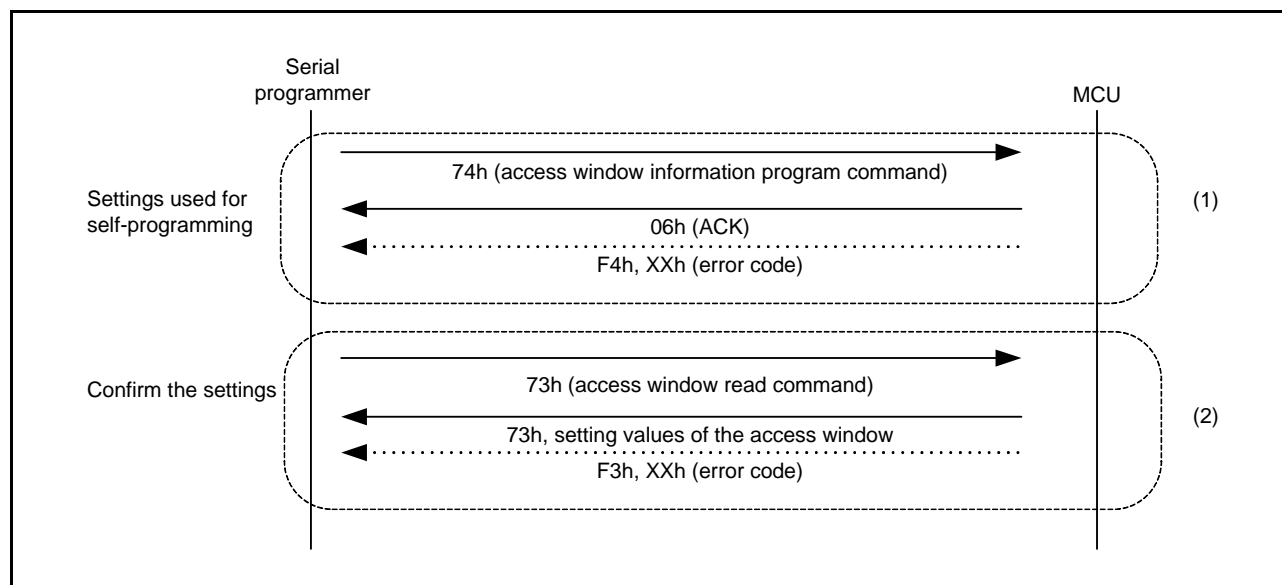 Serial
programmer
MCU
74h (access window information program command)
Settings used for
self-programming
(1)
06h (ACK)
F4h, XXh (error code)
73h (access window read command)
Confirm the settings
(2)
73h, setting values of the access window
F3h, XXh (error code)